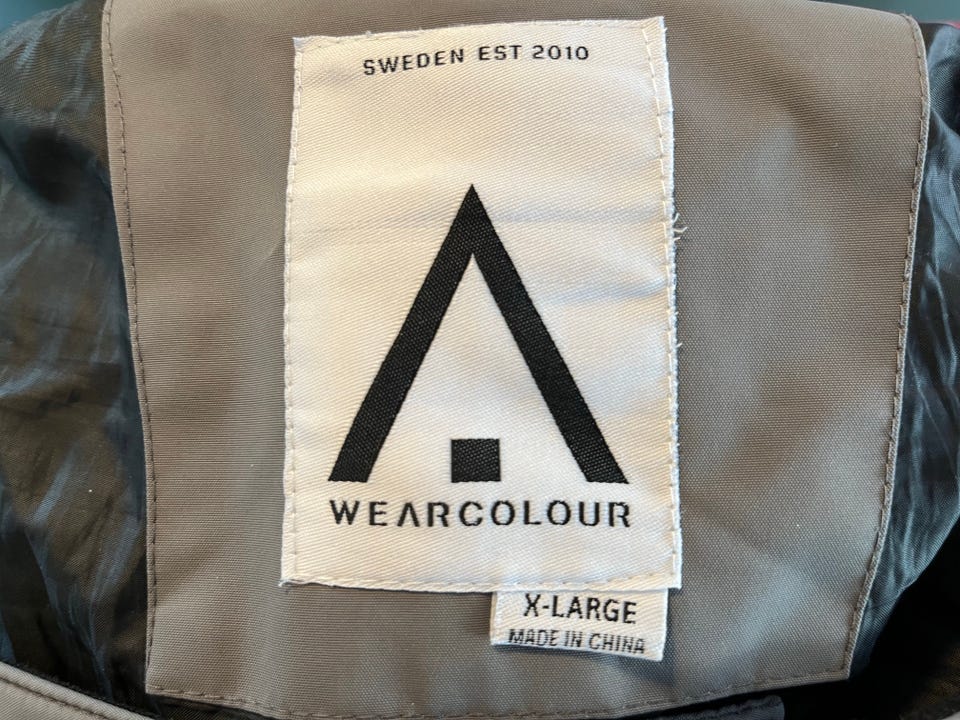 SWEDEN EST 2010
WEARCOLOUR
X-LARGE
MADE IN CHINA